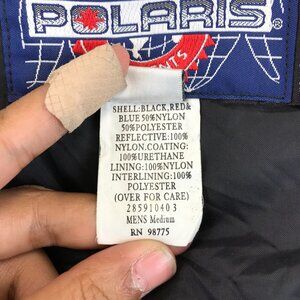 POLARIS
SHELL:BLACK,RED&
BLUE 50%NYLON
50%POLYESTER
REFLECTIVE:100%
NYLON.COATING:
100%URETHANE
LINING:100%NYLON
INTERLINING:100%
POLYESTER
(OVER FOR CARE)
285910403
MENS Medium
RN 98775